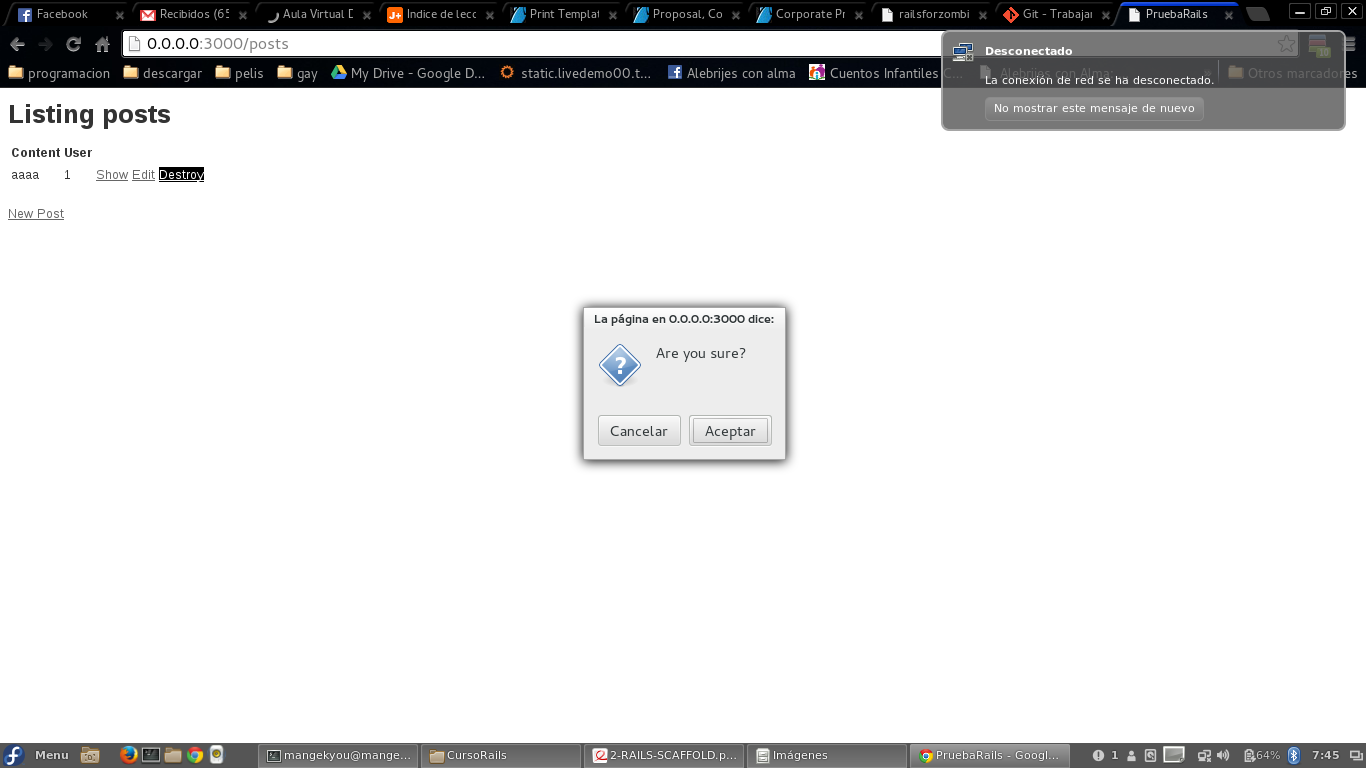 Facebook
Recibidos (65
Aula Virtual D
Indice de lecc
Print Templat
Proposal, Co
Corporate Pr
railsforzombi
Git - Trabajar
PruebaRails
0.0.0.0:3000/posts
programacion
descargar
pelis
gay
My Drive - Google D...
static.livedemo00.t...
Alebrijes con alma
Cuentos Infantiles C...
Alebrijes con Alma:
Otros marcadores
10
Desconectado
La conexión de red se ha desconectado.
No mostrar este mensaje de nuevo
Listing posts
Content User
aaaa 1 Show Edit Destroy
New Post
La página en 0.0.0.0:3000 dice:
Are you sure?
Cancelar
Aceptar
Menu
mangekyou@mange...
CursoRails
2-RAILS-SCAFFOLD.p...
Imágenes
PruebaRails - Googl...
1
64%
7:45